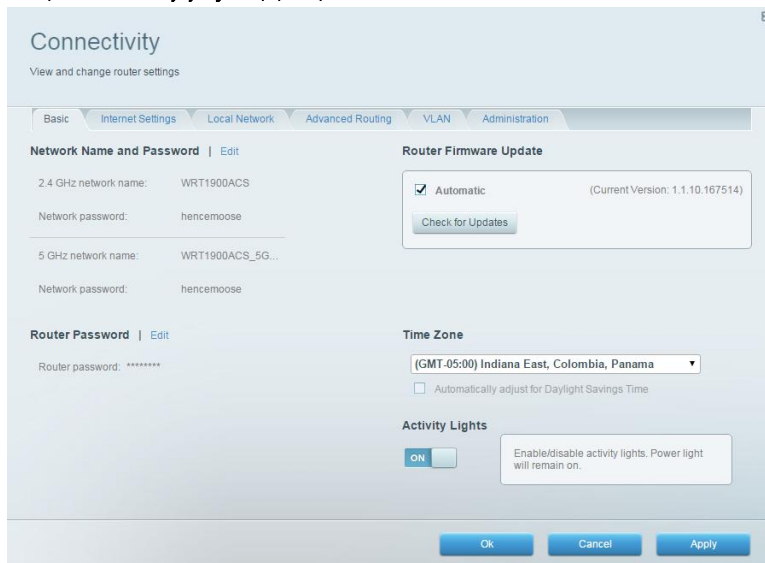 Connectivity
View and change router settings
Basic Internet Settings Local Network Advanced Routing VLAN Administration
Network Name and Password | Edit
2.4 GHz network name: WRT1900ACS
Network password: hencemoose
5 GHz network name: WRT1900ACS_5G...
Network password: hencemoose
Router Password | Edit
Router password: ********
Router Firmware Update
Automatic (Current Version: 1.1.10.167514)
Check for Updates
Time Zone
(GMT-05:00) Indiana East, Colombia, Panama
Automatically adjust for Daylight Savings Time
Activity Lights
ON
Enable/disable activity lights. Power light
will remain on.
Ok Cancel Apply